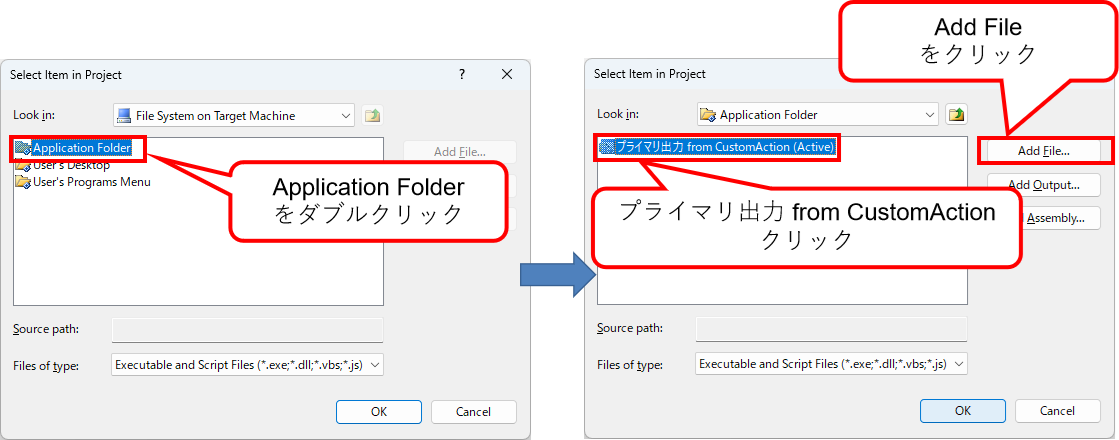 Select Item in Project
?
Look in:
File System on Target Machine
Application Folder
User's Desktop
User's Programs Menu
Add File...
Application Folder
をダブルクリック
Source path:
Files of type:
Executable and Script Files (*.exe;*.dll;*.vbs;*.js)
OK
Cancel
Add File
をクリック
Select Item in Project
Look in:
Application Folder
プライマリ出力 from CustomAction (Active)
Add File...
Add Output...
Assembly...
プライマリ出力 from CustomAction
クリック
Source path:
Files of type:
Executable and Script Files (*.exe;*.dll;*.vbs;*.js)
OK
Cancel